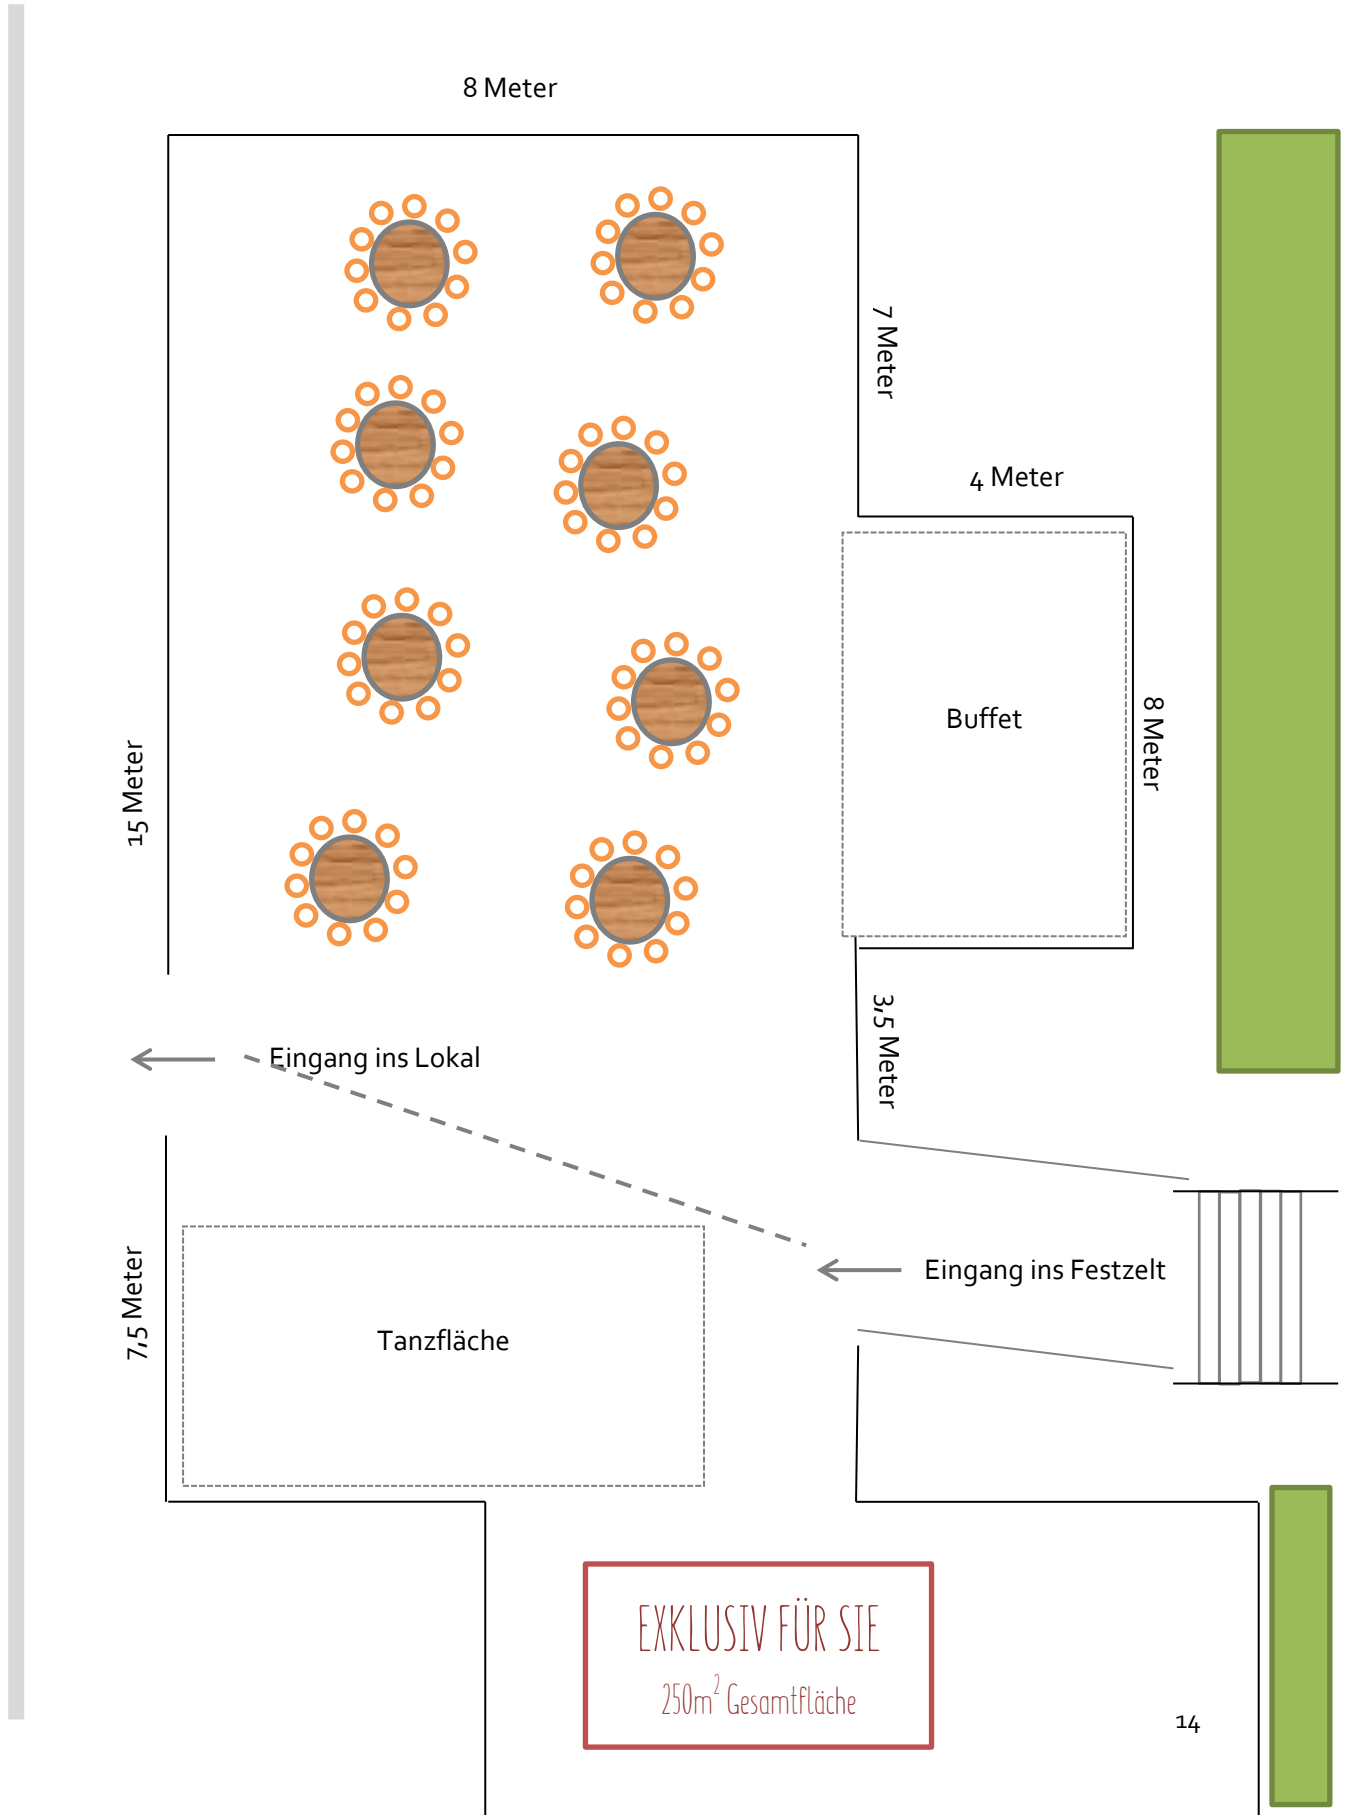 8 Meter
7 Meter
4 Meter
Buffet
8 Meter
15 Meter
3,5 Meter
Eingang ins Lokal
7,5 Meter
Eingang ins Festzelt
Tanzfläche
EXKLUSIV FÜR SIE
250m² Gesamtfläche
14